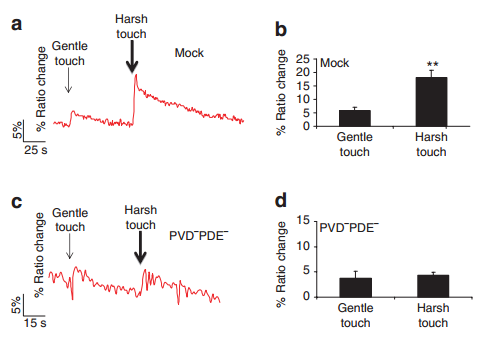 a
Gentle
touch
Harsh
touch
Mock
% Ratio change
5%
25 s
b
Mock
**
% Ratio change
25
20
15
10
5
0
Gentle
touch
Harsh
touch
c
Gentle
touch
Harsh
touch
PVD⁻PDE⁻
% Ratio change
5%
15 s
d
PVD⁻PDE⁻
% Ratio change
15
10
5
0
Gentle
touch
Harsh
touch